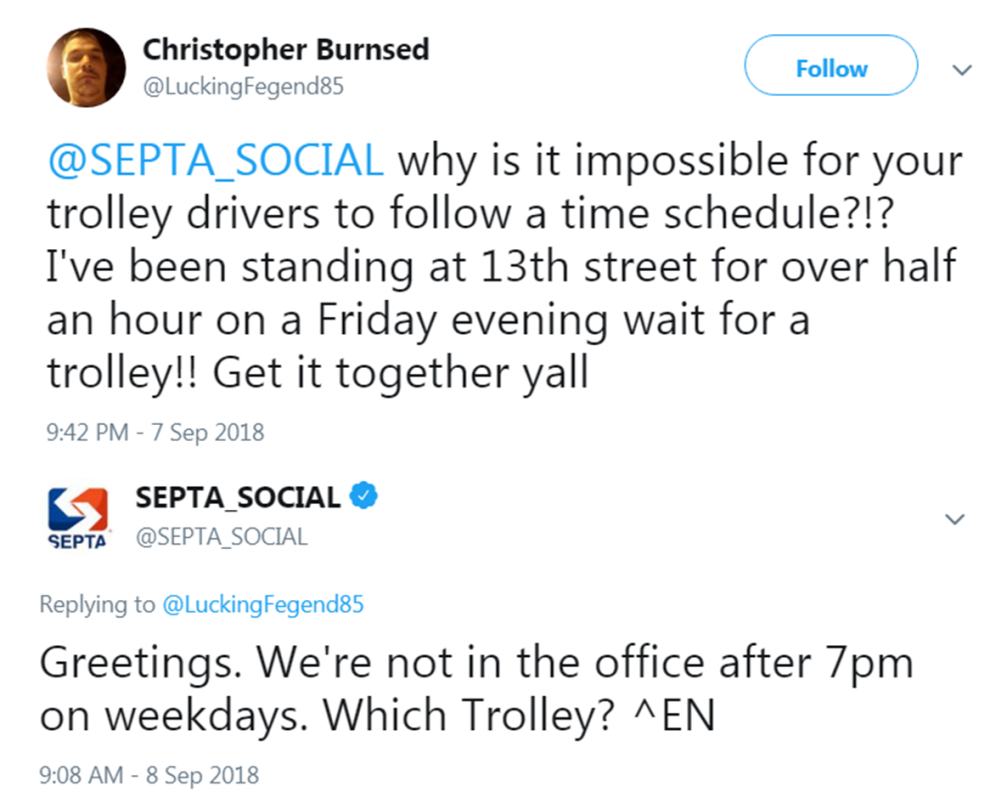 Christopher Burnsed
@LuckingFegend85
Follow
@SEPTA_SOCIAL why is it impossible for your
trolley drivers to follow a time schedule?!?
I've been standing at 13th street for over half
an hour on a Friday evening wait for a
trolley!! Get it together yall
9:42 PM - 7 Sep 2018
SEPTA_SOCIAL
SEPTA
@SEPTA_SOCIAL
Replying to @LuckingFegend85
Greetings. We're not in the office after 7pm
on weekdays. Which Trolley? ^EN
9:08 AM - 8 Sep 2018